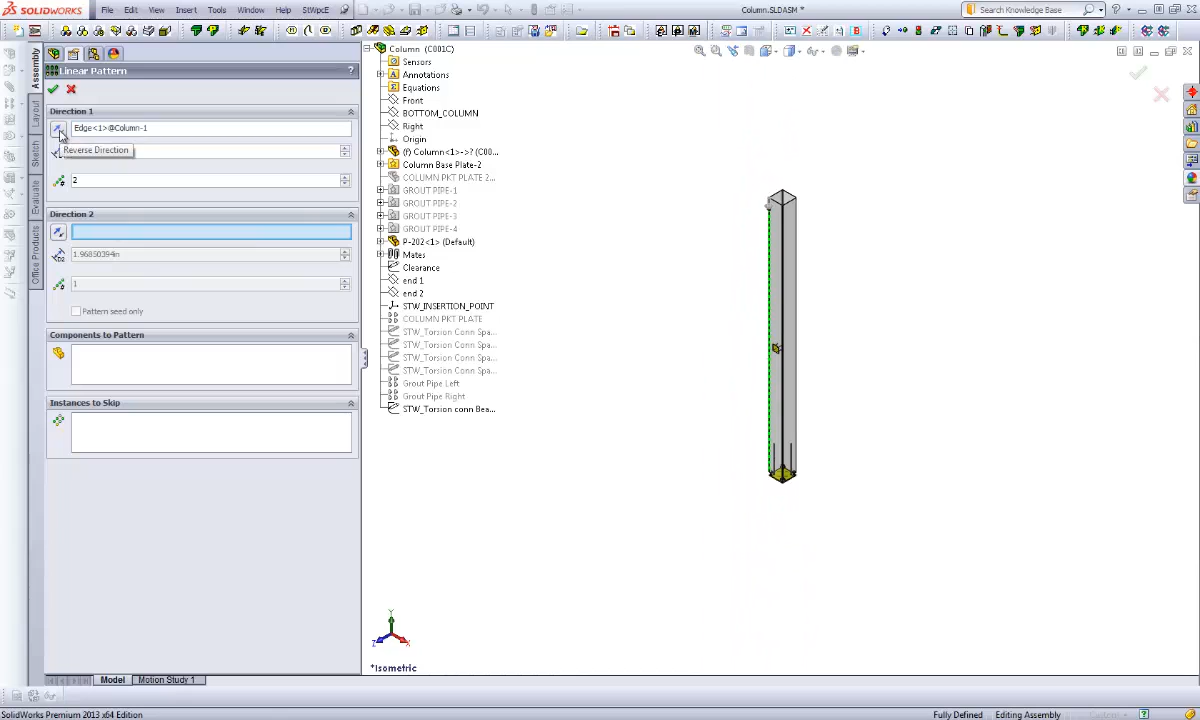 SOLIDWORKS
File Edit View Insert Tools Window Help StWpcE
Column.SLDASM *
Search Knowledge Base
Assembly
Layout
Sketch
Evaluate
Office Products
Linear Pattern
?
Direction 1
Edge<1>@Column-1
Reverse Direction
2
Direction 2
1.96850394in
1
Pattern seed only
Components to Pattern
Instances to Skip
Column (C001C)
Sensors
Annotations
Equations
Front
BOTTOM_COLUMN
Right
Origin
(f) Column<1>->? (C00...
Column Base Plate-2
COLUMN PKT PLATE 2...
GROUT PIPE-1
GROUT PIPE-2
GROUT PIPE-3
GROUT PIPE-4
P-202<1> (Default)
Mates
Clearance
end 1
end 2
STW_INSERTION_POINT
COLUMN PKT PLATE
STW_Torsion Conn Spa...
STW_Torsion Conn Spa...
STW_Torsion Conn Spa...
STW_Torsion Conn Spa...
Grout Pipe Left
Grout Pipe Right
STW_Torsion conn Bea...
Y
Z
X
*Isometric
Model
Motion Study 1
SolidWorks Premium 2013 x64 Edition
Fully Defined
Editing Assembly